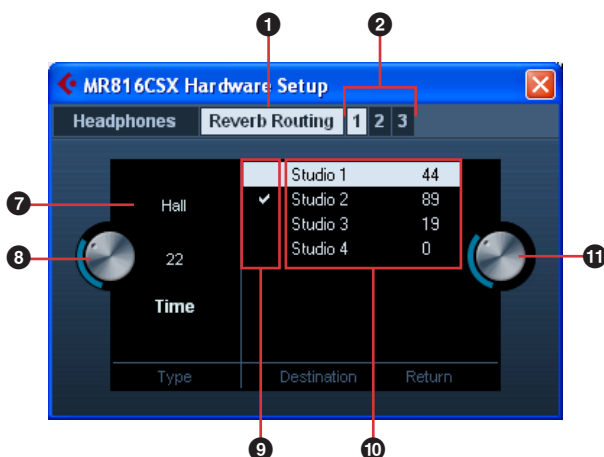 1 2
MR816CSX Hardware Setup
Headphones Reverb Routing 1 2 3
Studio 1 44
7 Hall ✓ Studio 2 89
Studio 3 19
8 22 Studio 4 0 11
Time
Type Destination Return
9 10